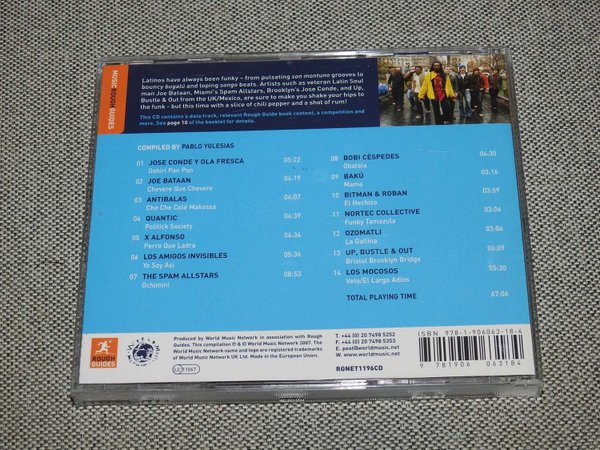 MUSIC ROUGH GUIDES
Latinos have always been funky – from pulsating son montuno grooves to
bouncy bugalú and loping songo beats. Artists such as veteran Latin Soul
man Joe Bataan, Miami's Spam Allstars, Brooklyn's Jose Conde, and Up,
Bustle & Out from the UK/Mexico, are sure to make you shake your hips to
the funk – but this time with a slice of chili pepper and a shot of rum!
This CD contains a data track, relevant Rough Guide book content, a competition and
more. See page 10 of the booklet for details.
COMPILED BY PABLO YGLESIAS
01 JOSE CONDE Y OLA FRESCA 05:22
Oshiri Pan Pan
02 JOE BATAAN 04:19
Chevere Que Chevere
03 ANTIBALAS 07:27
Che Che Colé Makossa
04 QUANTIC 04:39
Politick Society
05 X ALFONSO 04:34
Perro Que Ladra
06 LOS AMIGOS INVISIBLES 03:56
Yo Soy Así
07 THE SPAM ALLSTARS 08:53
Ochimini
08 BOBI CÉSPEDES 04:30
Obatala
09 BAKÚ 03:16
Mama
10 BITMAN & ROBAN 03:59
El Hechizo
11 NORTEC COLLECTIVE 03:06
Funky Tamazula
12 OZOMATLI 03:06
La Gallina
13 UP, BUSTLE & OUT 06:09
Bristol Brooklyn Bridge
14 LOS MOCOSOS 05:30
Vete/El Largo Adios
TOTAL PLAYING TIME 67:06
ROUGH
GUIDES
Produced by World Music Network in association with Rough
Guides. This compilation ℗ & © World Music Network 2007. The
World Music Network name and logo are registered trademarks
of World Music Network UK Ltd. Made in the European Union.
LC 11067
T. +44 (0) 20 7498 5252
F. +44 (0) 20 7498 5353
E. post@worldmusic.net
W. www.worldmusic.net
RGNET1196CD
ISBN 978-1-906063-18-4
9 781906 063184